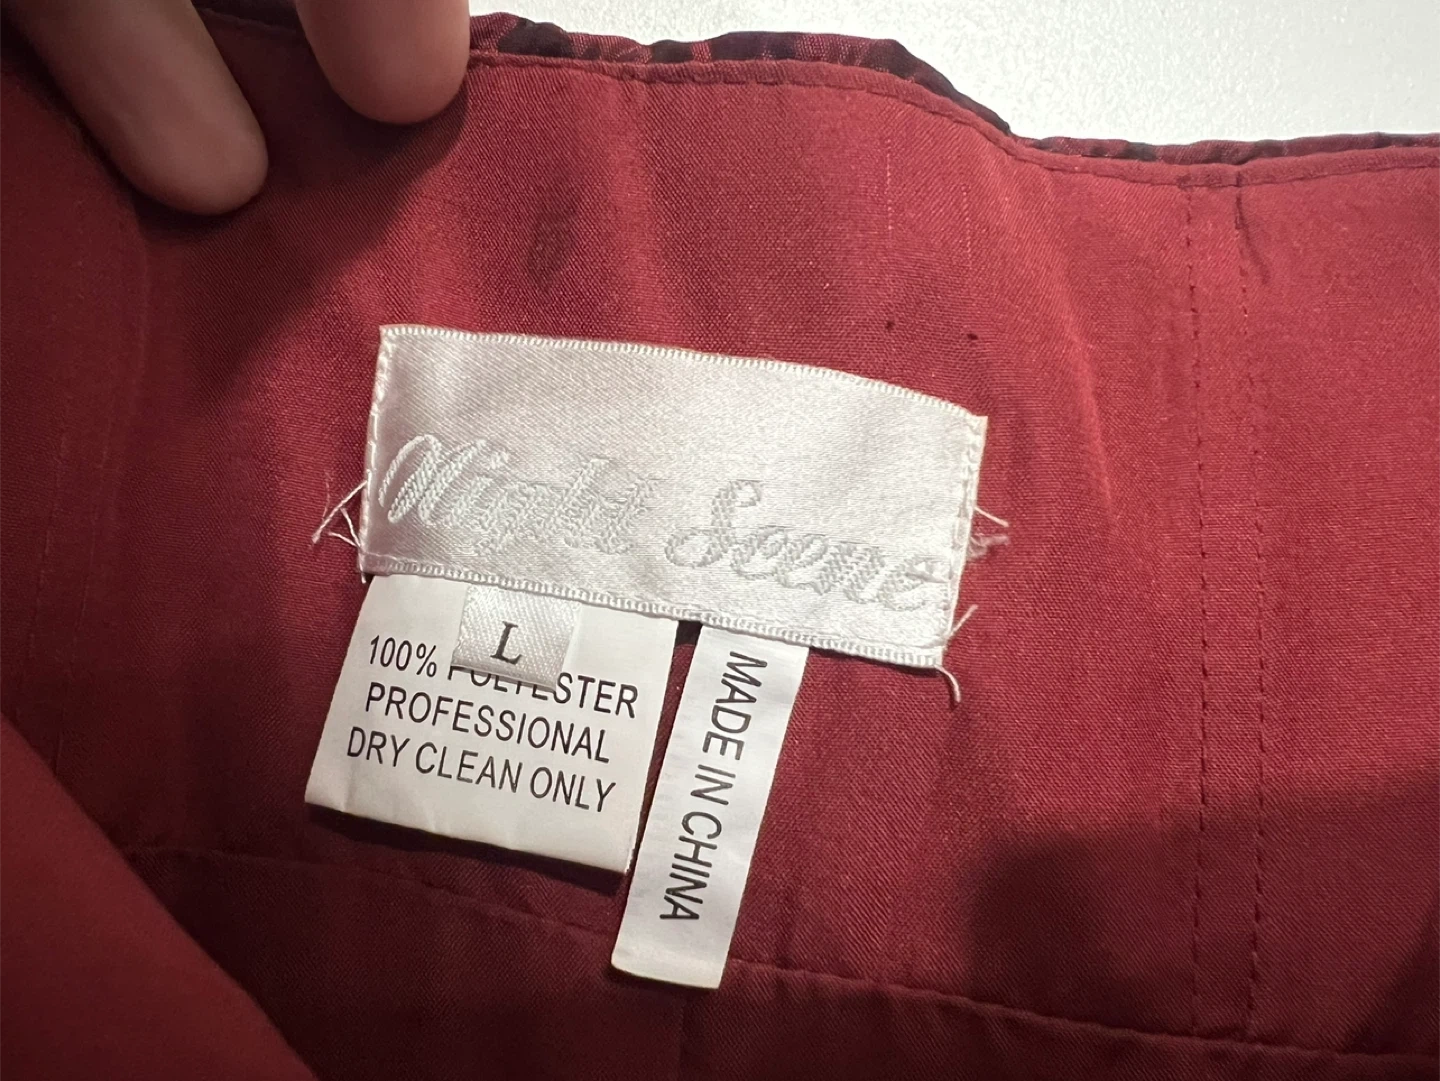 Night Scene
L
100% POLYESTER
PROFESSIONAL
DRY CLEAN ONLY
MADE IN CHINA